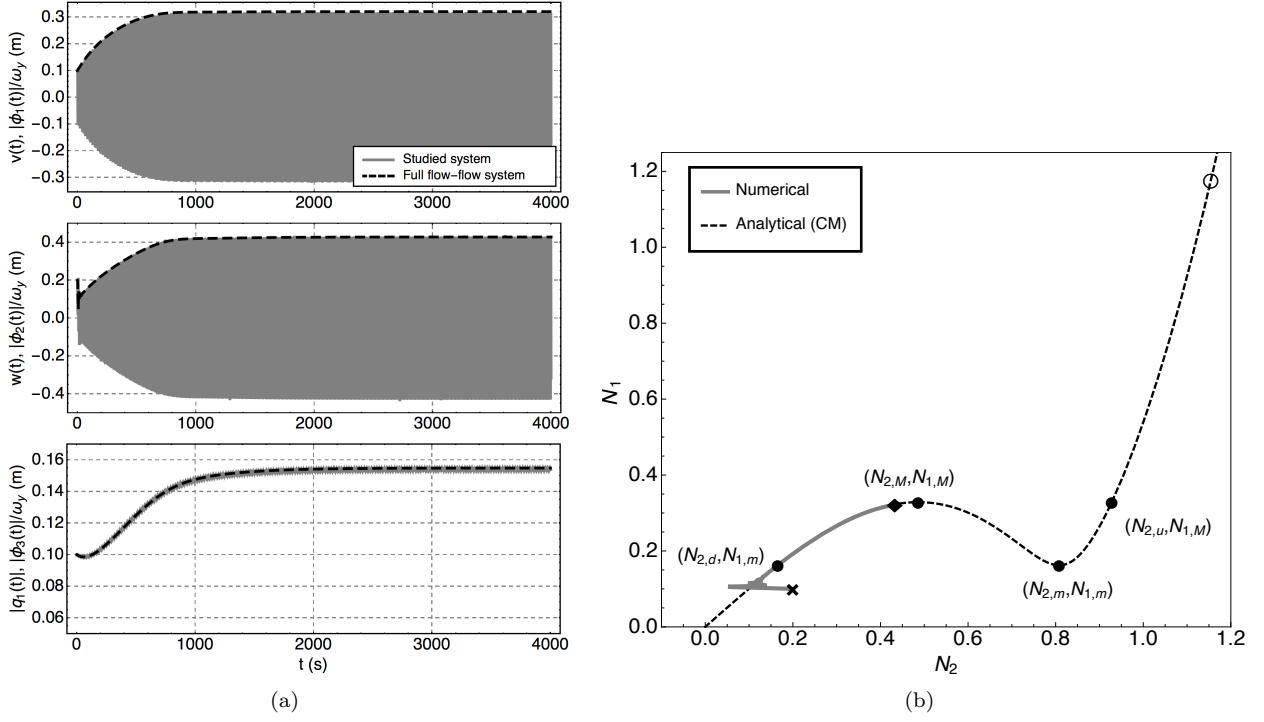 v(t), |ϕ₁(t)|/ω_y (m)
0.3
0.2
0.1
0.0
−0.1
−0.2
−0.3
Studied system
Full flow−flow system
0 1000 2000 3000 4000
w(t), |ϕ₂(t)|/ω_y (m)
0.4
0.2
0.0
−0.2
−0.4
0 1000 2000 3000 4000
|q₁(t)|, |ϕ₃(t)|/ω_y (m)
0.16
0.14
0.12
0.10
0.08
0.06
0 1000 2000 3000 4000
t (s)
(a)
N₁
1.2
1.0
0.8
0.6
0.4
0.2
0.0
Numerical
Analytical (CM)
(N₂,M,N₁,M)
(N₂,d,N₁,m)
(N₂,u,N₁,M)
(N₂,m,N₁,m)
0.0 0.2 0.4 0.6 0.8 1.0 1.2
N₂
(b)